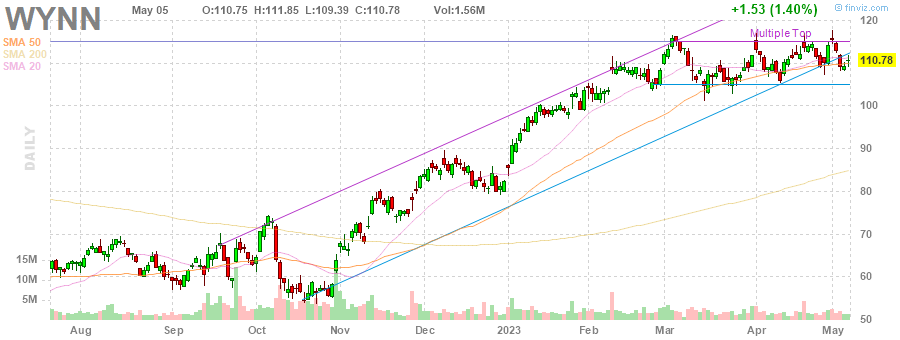 WYNN
May 05 O:110.75 H:111.85 L:109.39 C:110.78 Vol:1.56M +1.53 (1.40%)
© finviz.com
SMA 50
SMA 200
SMA 20
DAILY
Multiple Top
120
110.78
100
90
80
70
60
50
15M
10M
5M
Aug Sep Oct Nov Dec 2023 Feb Mar Apr May